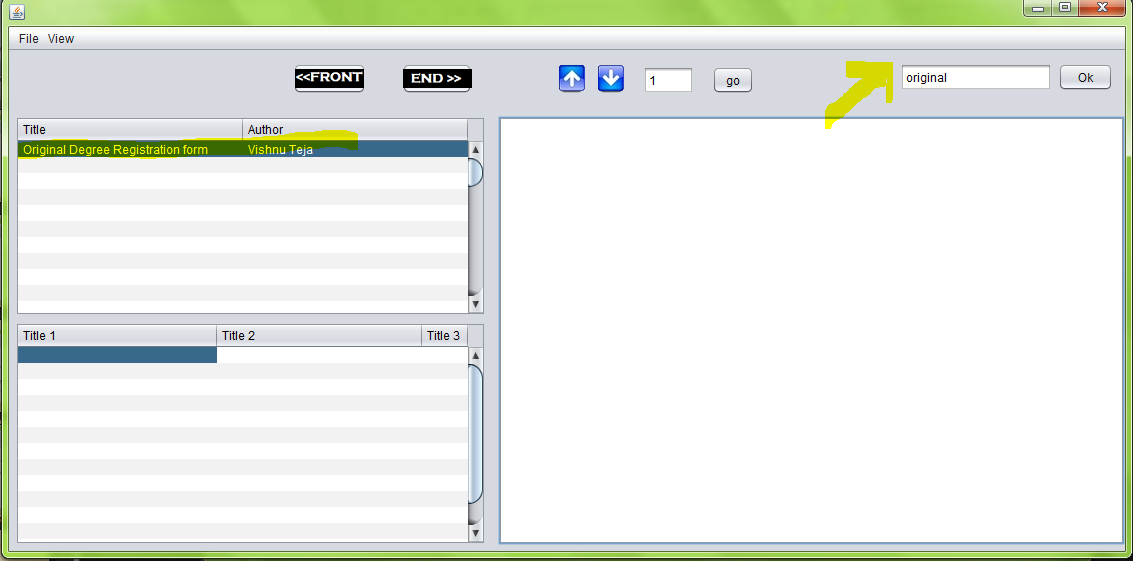 File View
<<FRONT END >> 1 go original Ok
Title Author
Original Degree Registration form Vishnu Teja
Title 1 Title 2 Title 3